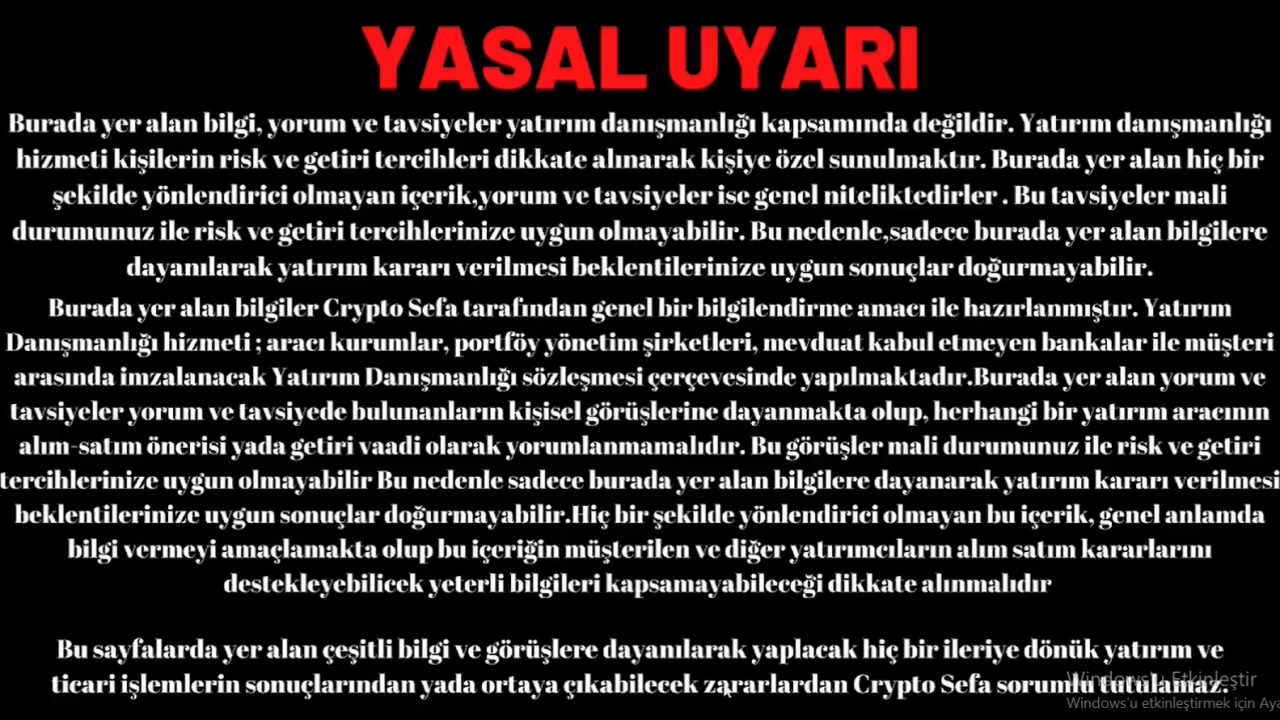 YASAL UYARI
Burada yer alan bilgi, yorum ve tavsiyeler yatırım danışmanlığı kapsamında değildir. Yatırım danışmanlığı
hizmeti kişilerin risk ve getiri tercihleri dikkate alınarak kişiye özel sunulmaktır. Burada yer alan hiç bir
şekilde yönlendirici olmayan içerik,yorum ve tavsiyeler ise genel niteliktedirler . Bu tavsiyeler mali
durumunuz ile risk ve getiri tercihlerinize uygun olmayabilir. Bu nedenle,sadece burada yer alan bilgilere
dayanılarak yatırım kararı verilmesi beklentilerinize uygun sonuçlar doğurmayabilir.
Burada yer alan bilgiler Crypto Sefa tarafından genel bir bilgilendirme amacı ile hazırlanmıştır. Yatırım
Danışmanlığı hizmeti ; aracı kurumlar, portföy yönetim şirketleri, mevduat kabul etmeyen bankalar ile müşteri
arasında imzalanacak Yatırım Danışmanlığı sözleşmesi çerçevesinde yapılmaktadır.Burada yer alan yorum ve
tavsiyeler yorum ve tavsiyede bulunanların kişisel görüşlerine dayanmakta olup, herhangi bir yatırım aracının
alım-satım önerisi yada getiri vaadi olarak yorumlanmamalıdır. Bu görüşler mali durumunuz ile risk ve getiri
tercihlerinize uygun olmayabilir Bu nedenle sadece burada yer alan bilgilere dayanarak yatırım kararı verilmesi
beklentilerinize uygun sonuçlar doğurmayabilir.Hiç bir şekilde yönlendirici olmayan bu içerik, genel anlamda
bilgi vermeyi amaçlamakta olup bu içeriğin müşterilen ve diğer yatırımcıların alım satım kararlarını
destekleyebilicek yeterli bilgileri kapsamayabileceği dikkate alınmalıdır
Bu sayfalarda yer alan çeşitli bilgi ve görüşlere dayanılarak yaplacak hiç bir ileriye dönük yatırım ve
ticari işlemlerin sonuçlarından yada ortaya çıkabilecek zararlardan Crypto Sefa sorumlu tutulamaz.
Windows'u Etkinleştir
Windows'u etkinleştirmek için